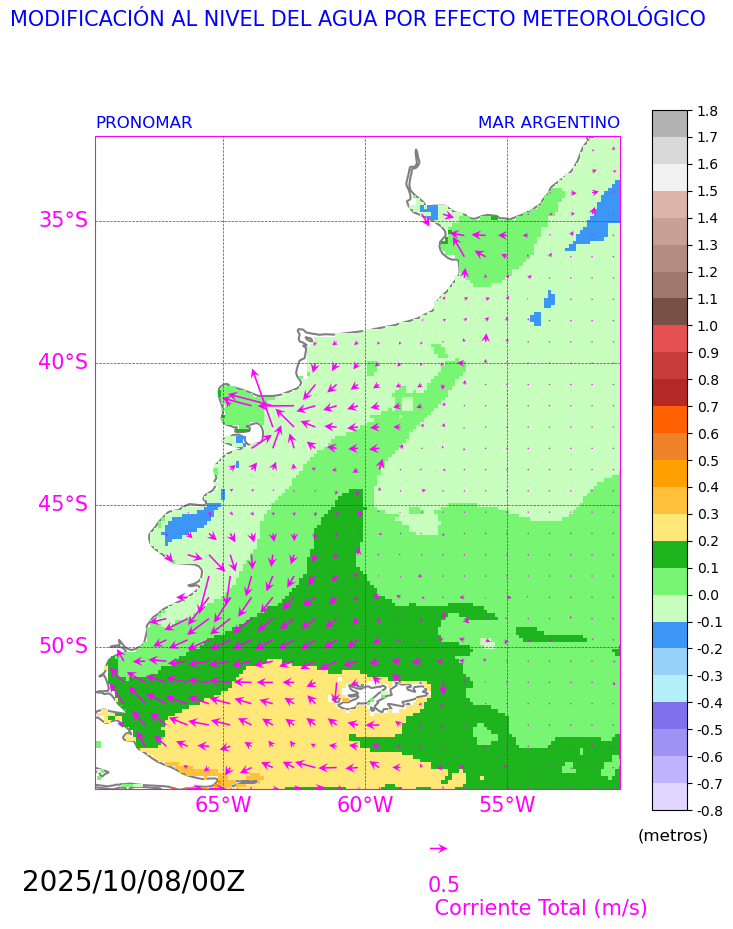 MODIFICACIÓN AL NIVEL DEL AGUA POR EFECTO METEOROLÓGICO
PRONOMAR MAR ARGENTINO
35°S
40°S
45°S
50°S
65°W 60°W 55°W
1.8
1.7
1.6
1.5
1.4
1.3
1.2
1.1
1.0
0.9
0.8
0.7
0.6
0.5
0.4
0.3
0.2
0.1
0.0
-0.1
-0.2
-0.3
-0.4
-0.5
-0.6
-0.7
-0.8
(metros)
2025/10/08/00Z
0.5
Corriente Total (m/s)